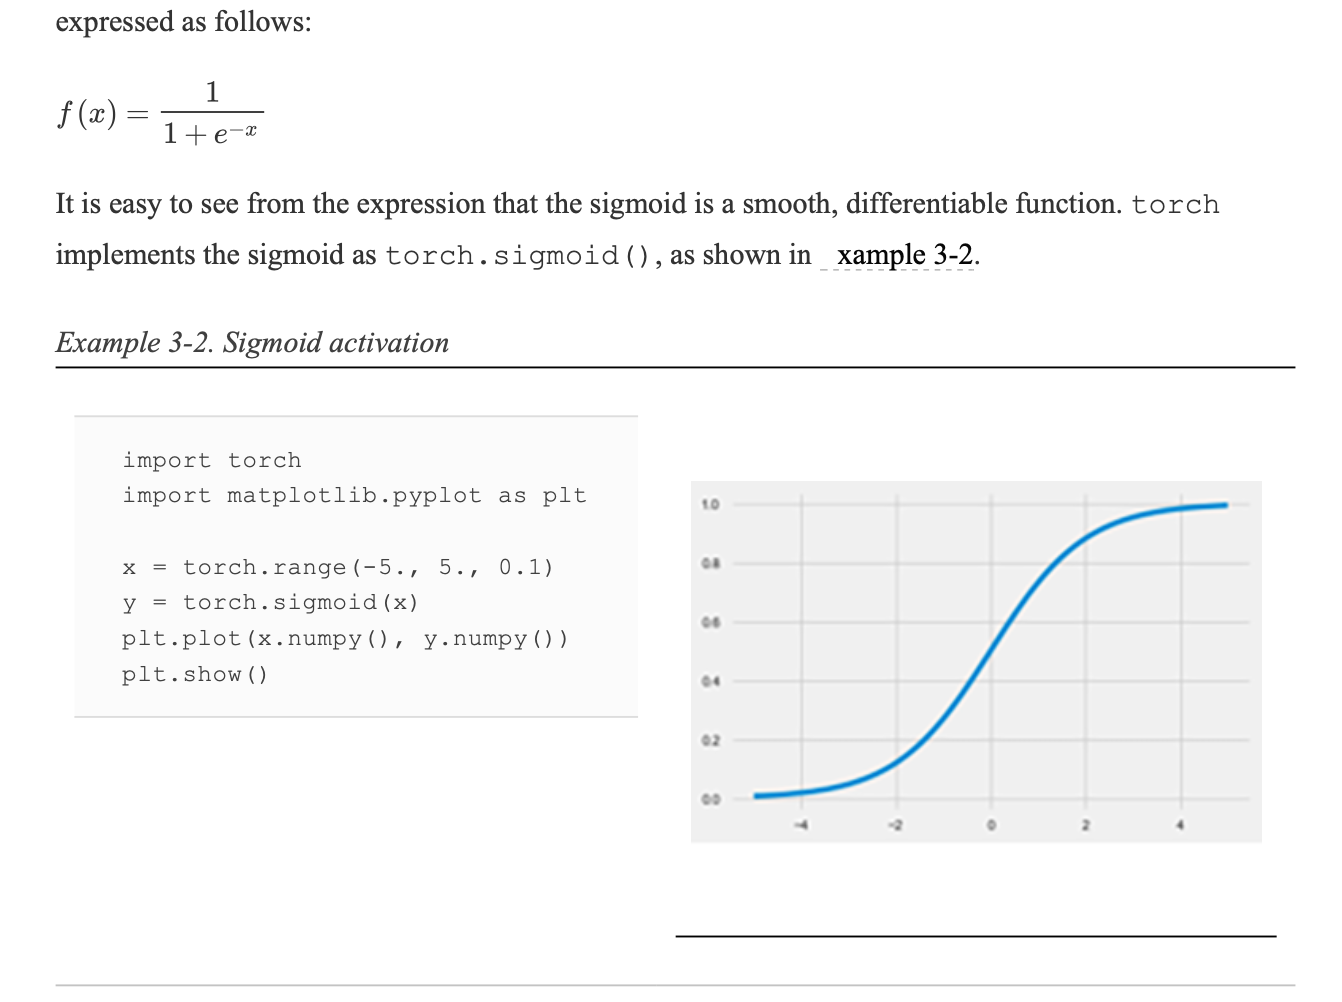 expressed as follows:
f(x) = 1 / (1 + e^{-x})
It is easy to see from the expression that the sigmoid is a smooth, differentiable function. torch
implements the sigmoid as torch.sigmoid(), as shown in xample 3-2.
Example 3-2. Sigmoid activation
import torch
import matplotlib.pyplot as plt
x = torch.range(-5., 5., 0.1)
y = torch.sigmoid(x)
plt.plot(x.numpy(), y.numpy())
plt.show()
1.0
0.8
0.6
0.4
0.2
0.0
-4 -2 0 2 4